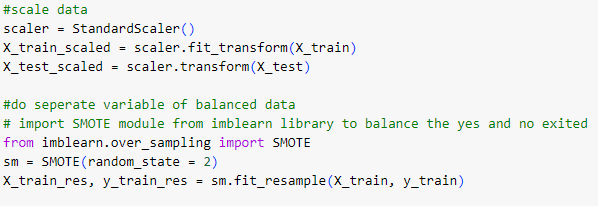 #scale data
scaler = StandardScaler()
X_train_scaled = scaler.fit_transform(X_train)
X_test_scaled = scaler.transform(X_test)
#do seperate variable of balanced data
# import SMOTE module from imblearn library to balance the yes and no exited
from imblearn.over_sampling import SMOTE
sm = SMOTE(random_state = 2)
X_train_res, y_train_res = sm.fit_resample(X_train, y_train)